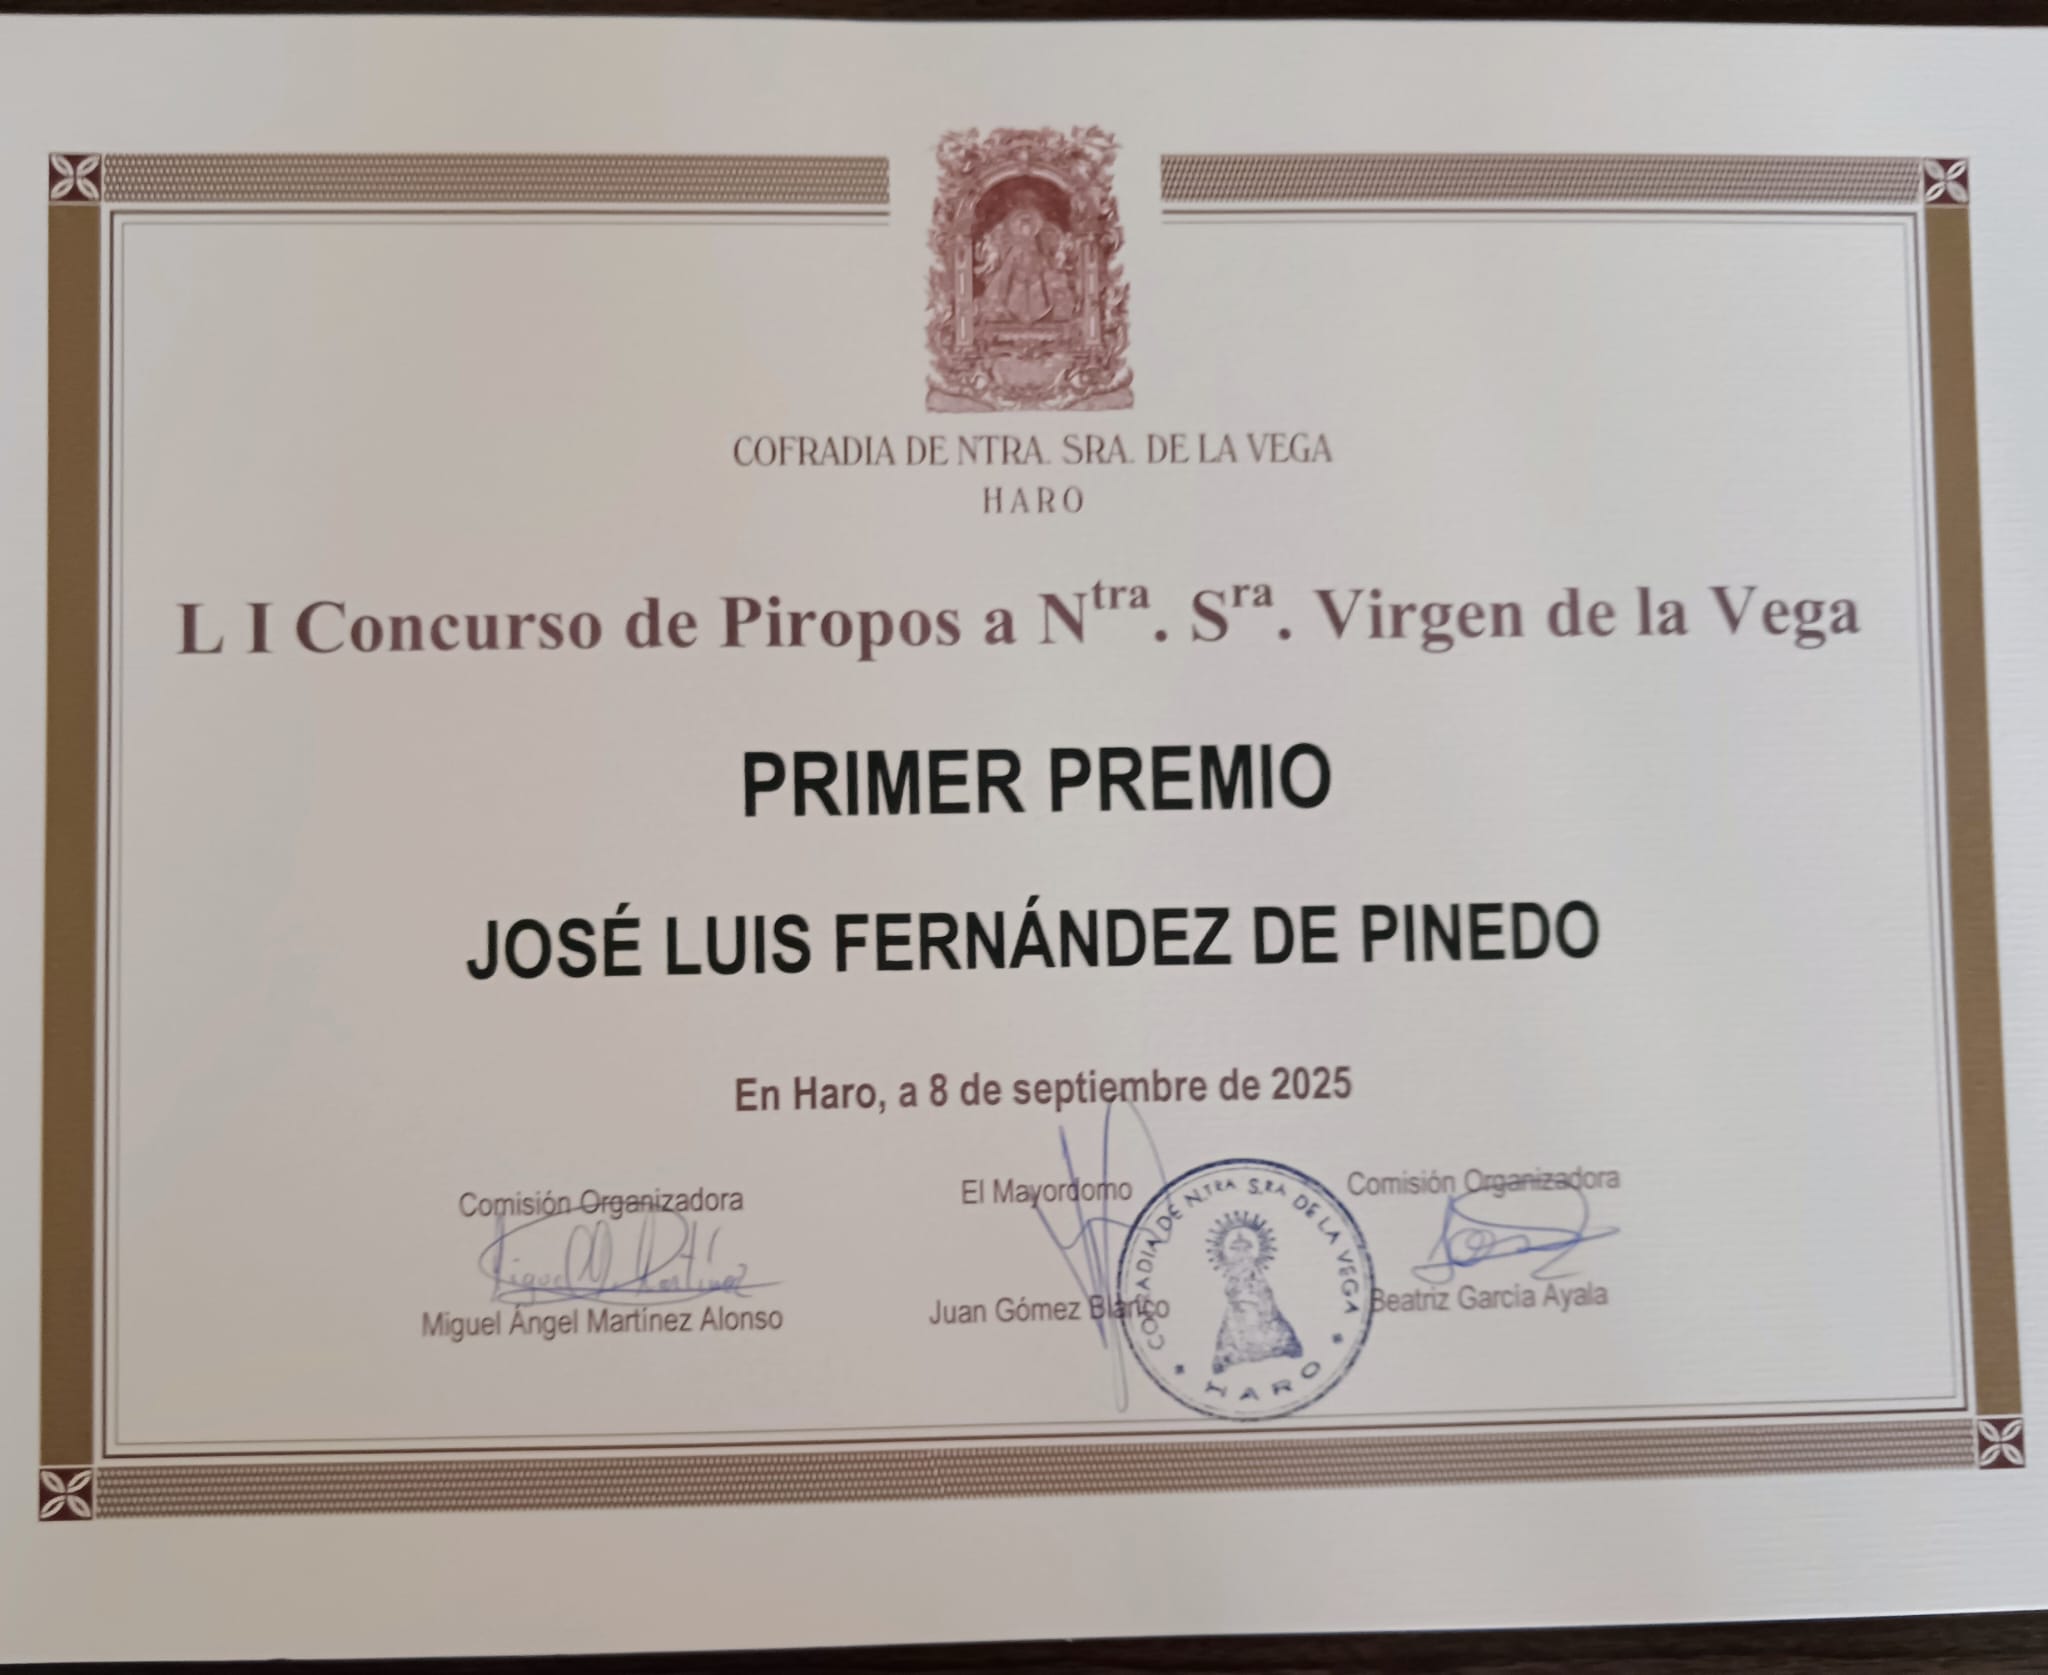 COFRADIA DE NTRA. SRA. DE LA VEGA
HARO
L I Concurso de Piropos a Ntra. Sra. Virgen de la Vega
PRIMER PREMIO
JOSÉ LUIS FERNÁNDEZ DE PINEDO
En Haro, a 8 de septiembre de 2025
Comisión Organizadora
El Mayordomo
Comisión Organizadora
Miguel Ángel Martínez Alonso
Juan Gómez Blanco
Beatriz García Ayala
COFRADIA DE N.TRA S.RA DE LA VEGA
HARO